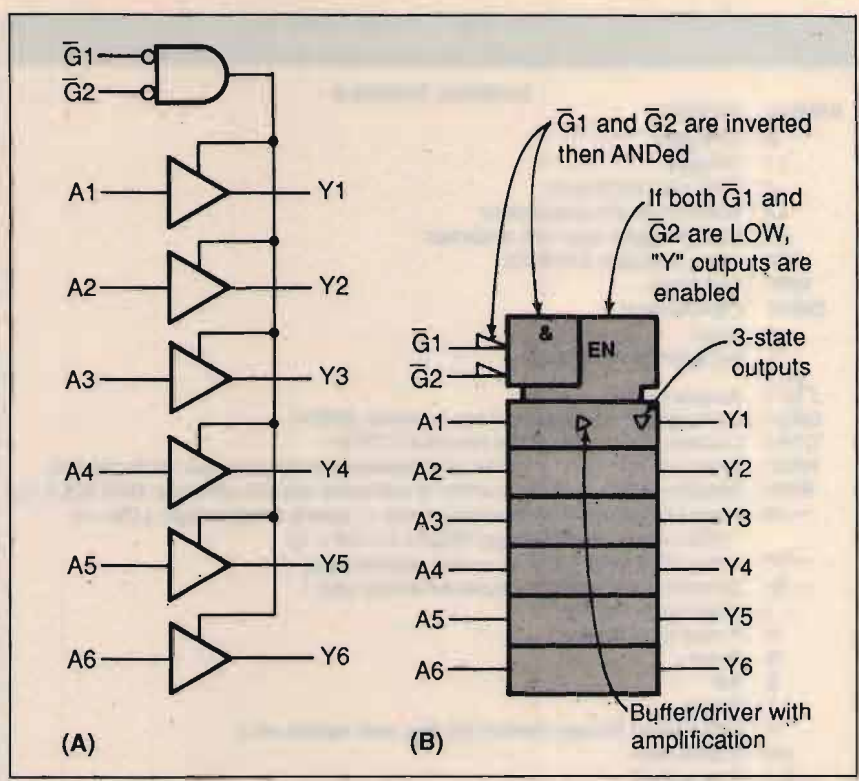 G̅1
G̅2
A1 Y1
A2 Y2
A3 Y3
A4 Y4
A5 Y5
A6 Y6
(A)
G̅1 and G̅2 are inverted
then ANDed
If both G̅1 and
G̅2 are LOW,
"Y" outputs are
enabled
&
EN
G̅1
G̅2
3-state
outputs
A1 Y1
A2 Y2
A3 Y3
A4 Y4
A5 Y5
A6 Y6
Buffer/driver with
amplification
(B)